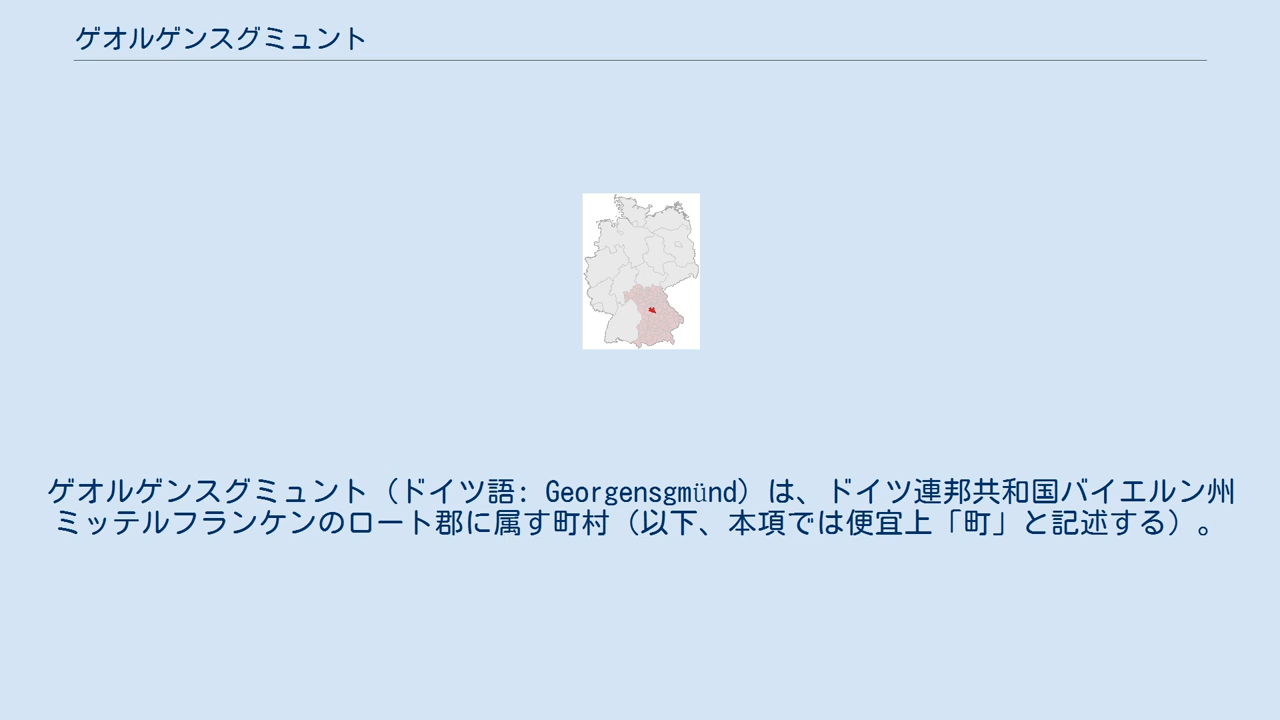 ゲオルゲンスグミュント
ゲオルゲンスグミュント（ドイツ語: Georgensgmünd）は、ドイツ連邦共和国バイエルン州
ミッテルフランケンのロート郡に属す町村（以下、本項では便宜上「町」と記述する）。